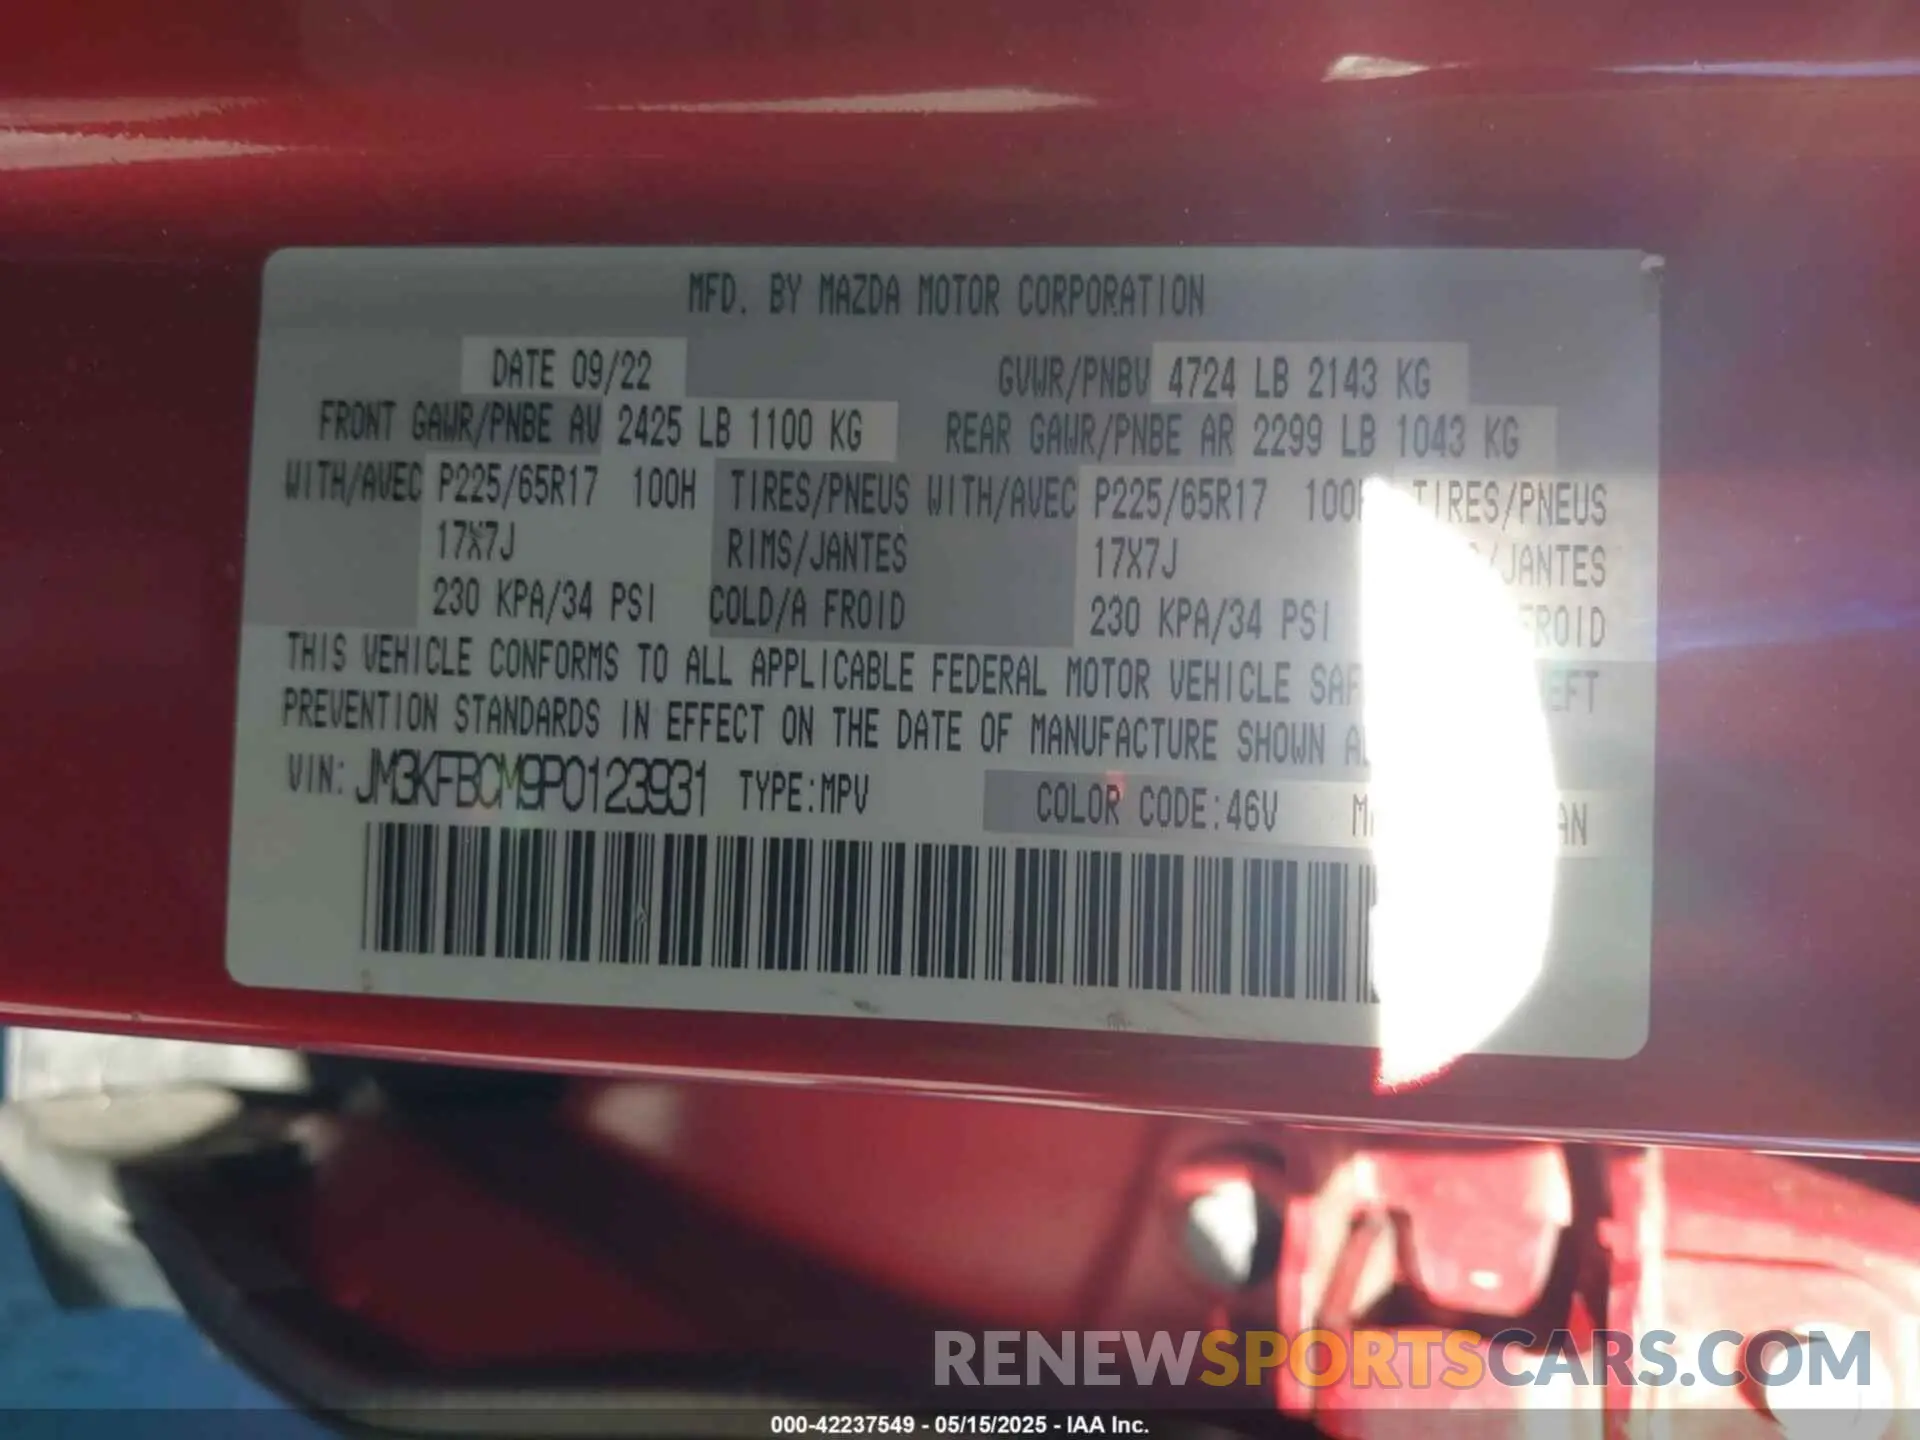 MFD. BY MAZDA MOTOR CORPORATION
DATE 09/22 GVWR/PNBV 4724 LB 2143 KG
FRONT GAWR/PNBE AV 2425 LB 1100 KG REAR GAWR/PNBE AR 2299 LB 1043 KG
WITH/AVEC P225/65R17 100H TIRES/PNEUS WITH/AVEC P225/65R17 TIRES/PNEUS
17X7J RIMS/JANTES 17X7J /JANTES
230 KPA/34 PSI COLD/A FROID 230 KPA/34 PSI FROID
THIS VEHICLE CONFORMS TO ALL APPLICABLE FEDERAL MOTOR VEHICLE
PREVENTION STANDARDS IN EFFECT ON THE DATE OF MANUFACTURE SHOWN
VIN: JM3KFBCM9P0123931 TYPE:MPV COLOR CODE:46V
RENEWSPORTSCARS.COM
000-42237549 - 05/15/2025 - IAA Inc.